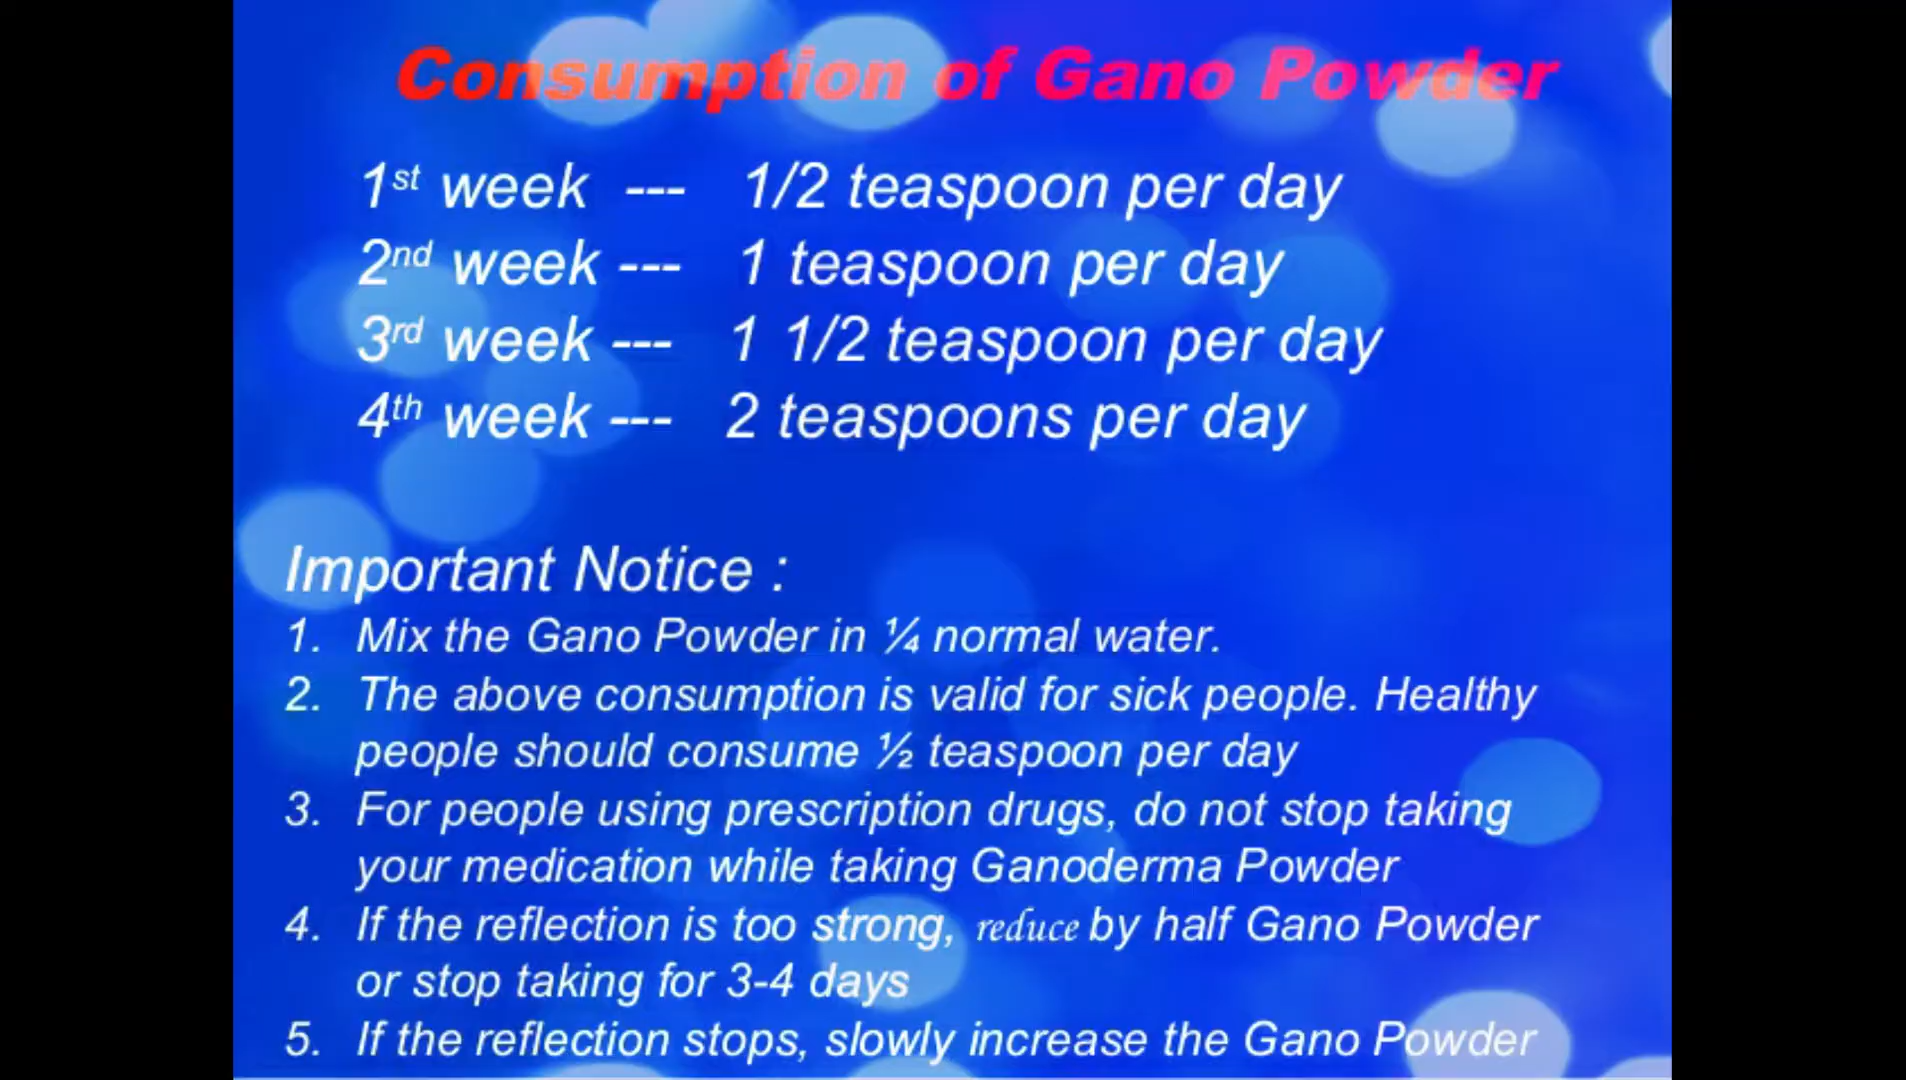 Consumption of Gano Powder
1st week --- 1/2 teaspoon per day
2nd week --- 1 teaspoon per day
3rd week --- 1 1/2 teaspoon per day
4th week --- 2 teaspoons per day
Important Notice :
1. Mix the Gano Powder in ¼ normal water.
2. The above consumption is valid for sick people. Healthy
people should consume ½ teaspoon per day
3. For people using prescription drugs, do not stop taking
your medication while taking Ganoderma Powder
4. If the reflection is too strong, reduce by half Gano Powder
or stop taking for 3-4 days
5. If the reflection stops, slowly increase the Gano Powder